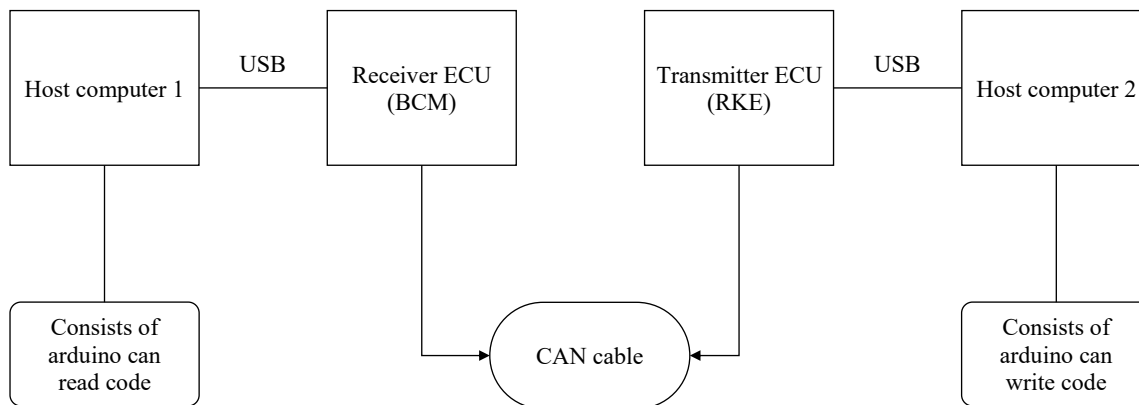 Host computer 1
USB
Receiver ECU
(BCM)
Transmitter ECU
(RKE)
USB
Host computer 2
Consists of
arduino can
read code
CAN cable
Consists of
arduino can
write code